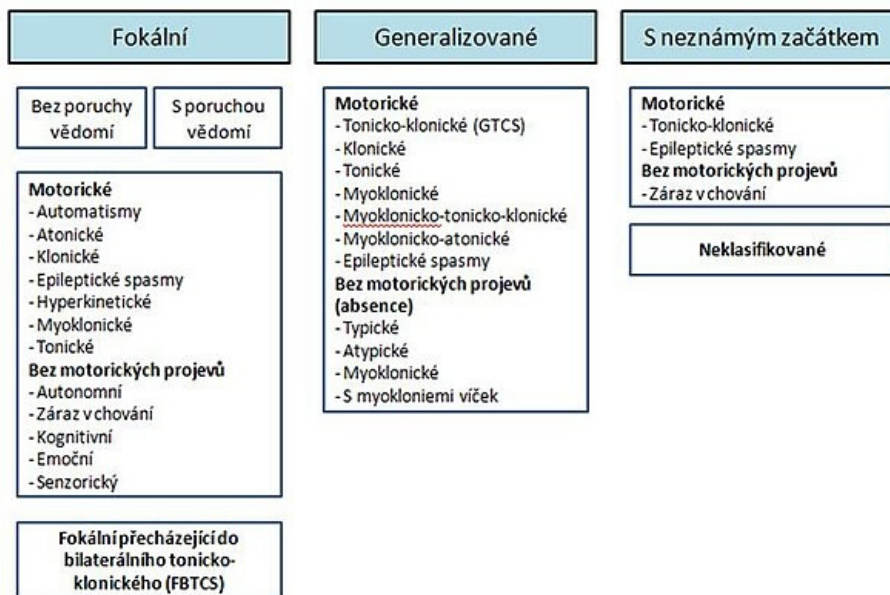 Fokální
Bez poruchy
vědomí
S poruchou
vědomí
Motorické
- Automatismy
- Atonické
- Klonické
- Epileptické spasmy
- Hyperkinetické
- Myoklonické
- Tonické
Bez motorických projevů
- Autonomní
- Záraz v chování
- Kognitivní
- Emoční
- Senzorický
Fokální přecházející do
bilaterálního tonicko-
klonického (FBTCS)
Generalizované
Motorické
- Tonicko-klonické (GTCS)
- Klonické
- Tonické
- Myoklonické
- Myoklonicko-tonicko-klonické
- Myoklonicko-atonické
- Epileptické spasmy
Bez motorických projevů
(absence)
- Typické
- Atypické
- Myoklonické
- S myokloniemi víček
S neznámým začátkem
Motorické
- Tonicko-klonické
- Epileptické spasmy
Bez motorických projevů
- Záraz v chování
Neklasifikované